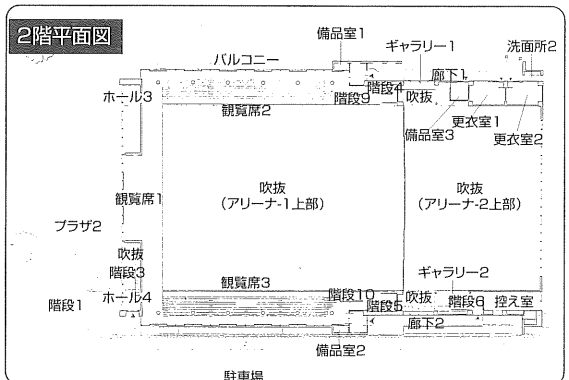 2階平面図
備品室1
ギャラリー1
洗面所2
バルコニー
廊下1
ホール3
階段4
吹抜
階段9
観覧席2
更衣室1
備品室3
更衣室2
吹抜
(アリーナ-1上部)
吹抜
(アリーナ-2上部)
観覧席1
プラザ2
吹抜
階段3
観覧席3
ギャラリー2
階段1
ホール4
階段10
階段5
吹抜
階段6
控え室
廊下2
備品室2
駐車場